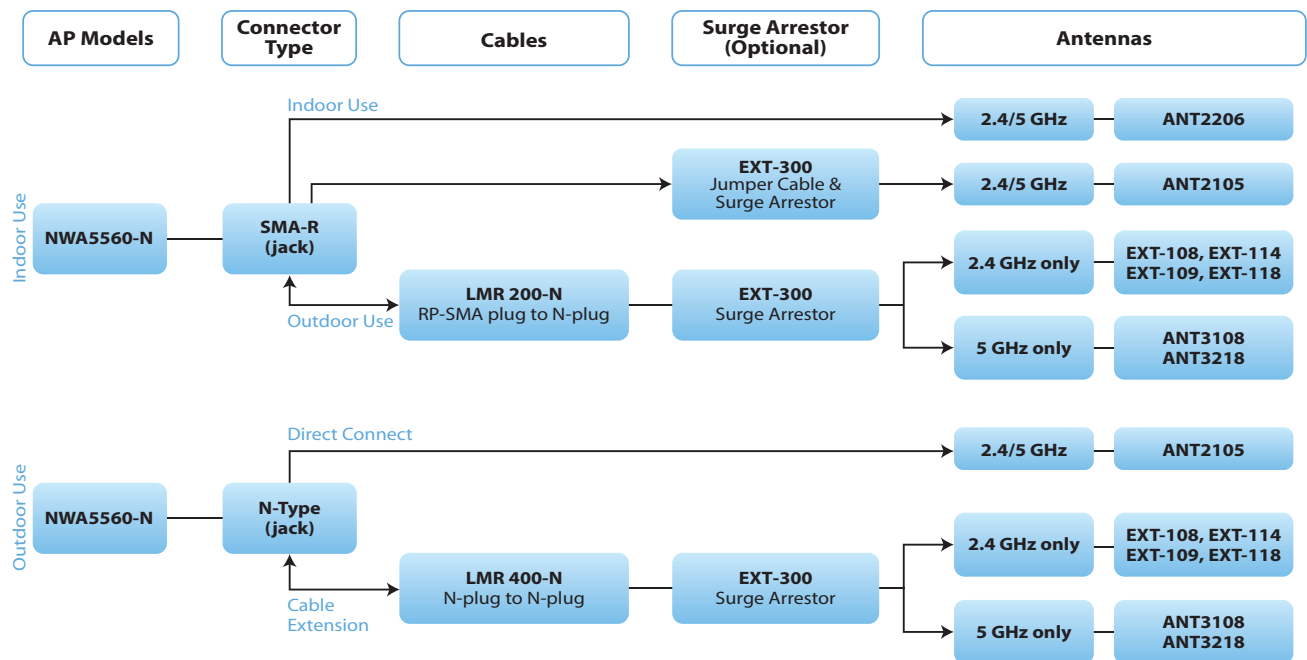 AP Models
Connector
Type
Cables
Surge Arrestor
(Optional)
Antennas
Indoor Use
Indoor Use
2.4/5 GHz
ANT2206
EXT-300
Jumper Cable &
Surge Arrestor
2.4/5 GHz
ANT2105
NWA5560-N
SMA-R
(jack)
Outdoor Use
LMR 200-N
RP-SMA plug to N-plug
EXT-300
Surge Arrestor
2.4 GHz only
EXT-108, EXT-114
EXT-109, EXT-118
5 GHz only
ANT3108
ANT3218
Outdoor Use
Direct Connect
2.4/5 GHz
ANT2105
NWA5560-N
N-Type
(jack)
Cable
Extension
LMR 400-N
N-plug to N-plug
EXT-300
Surge Arrestor
2.4 GHz only
EXT-108, EXT-114
EXT-109, EXT-118
5 GHz only
ANT3108
ANT3218